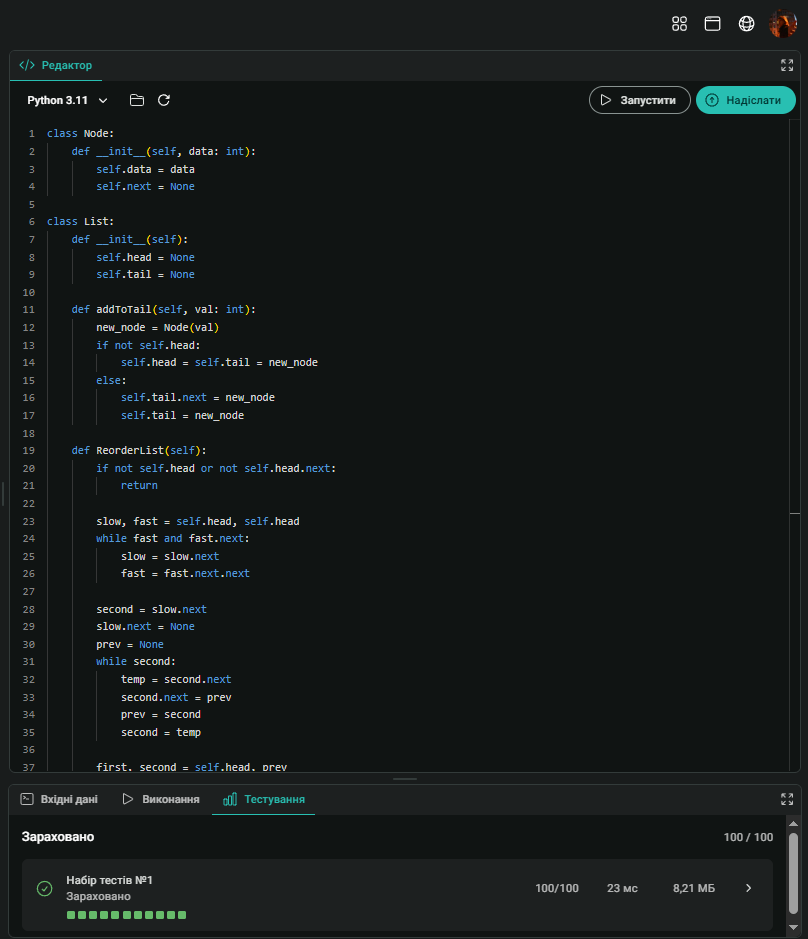 </> Редактор
Python 3.11
Запустити
Надіслати
1 class Node:
2     def __init__(self, data: int):
3         self.data = data
4         self.next = None
5
6 class List:
7     def __init__(self):
8         self.head = None
9         self.tail = None
10
11     def addToTail(self, val: int):
12         new_node = Node(val)
13         if not self.head:
14             self.head = self.tail = new_node
15         else:
16             self.tail.next = new_node
17             self.tail = new_node
18
19     def ReorderList(self):
20         if not self.head or not self.head.next:
21             return
22
23         slow, fast = self.head, self.head
24         while fast and fast.next:
25             slow = slow.next
26             fast = fast.next.next
27
28         second = slow.next
29         slow.next = None
30         prev = None
31         while second:
32             temp = second.next
33             second.next = prev
34             prev = second
35             second = temp
36
37         first, second = self.head, prev
Вхідні дані
Виконання
Тестування
Зараховано 100 / 100
Набір тестів №1
Зараховано
100/100 23 мс 8,21 МБ